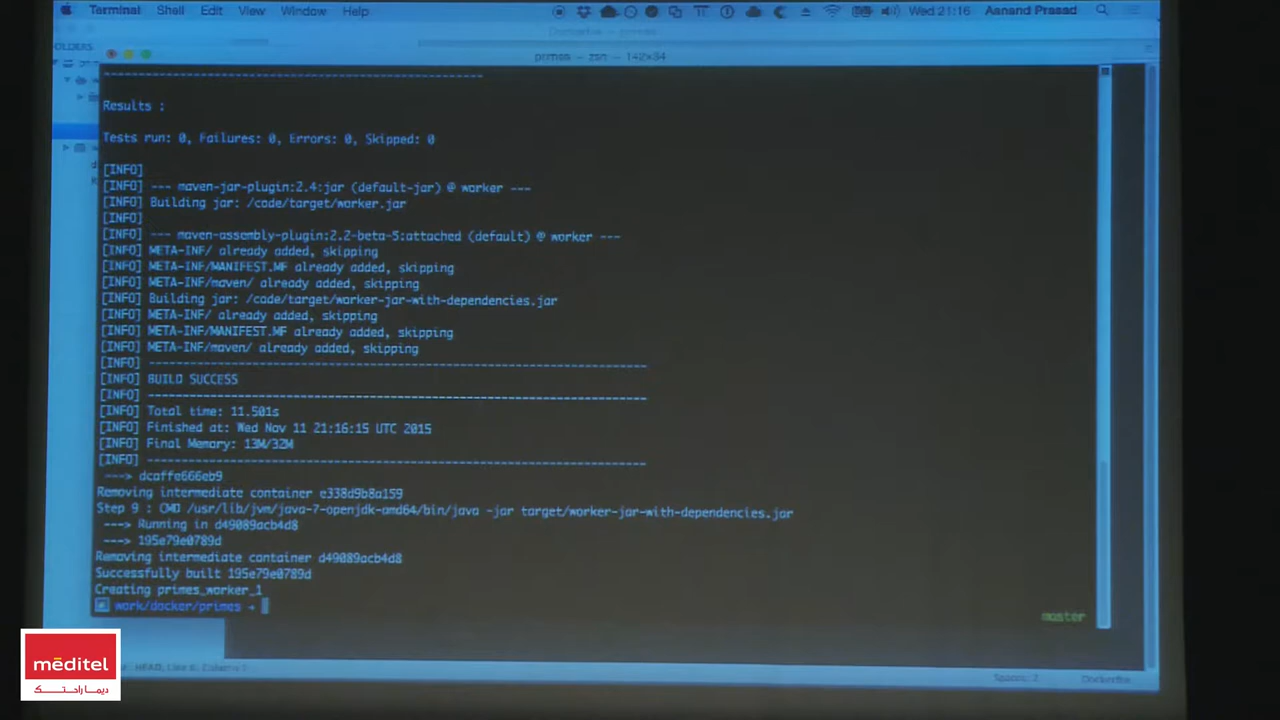 Terminal Shell Edit View Window Help Wed 21:16 Aanand Prasad
primes — zsh — 142×34
Results :
Tests run: 0, Failures: 0, Errors: 0, Skipped: 0
[INFO]
[INFO] --- maven-jar-plugin:2.4:jar (default-jar) @ worker ---
[INFO] Building jar: /code/target/worker.jar
[INFO]
[INFO] --- maven-assembly-plugin:2.2-beta-5:attached (default) @ worker ---
[INFO] META-INF/ already added, skipping
[INFO] META-INF/MANIFEST.MF already added, skipping
[INFO] META-INF/maven/ already added, skipping
[INFO] Building jar: /code/target/worker-jar-with-dependencies.jar
[INFO] META-INF/ already added, skipping
[INFO] META-INF/MANIFEST.MF already added, skipping
[INFO] META-INF/maven/ already added, skipping
[INFO] ------------------------------------------------------------------------
[INFO] BUILD SUCCESS
[INFO] ------------------------------------------------------------------------
[INFO] Total time: 11.501s
[INFO] Finished at: Wed Nov 11 21:16:15 UTC 2015
[INFO] Final Memory: 13M/32M
[INFO] ------------------------------------------------------------------------
---> dcaffe666eb9
Removing intermediate container e338d9b8a159
Step 9 : CMD /usr/lib/jvm/java-7-openjdk-amd64/bin/java -jar target/worker-jar-with-dependencies.jar
---> Running in d49089acb4d8
---> 195e79e0789d
Removing intermediate container d49089acb4d8
Successfully built 195e79e0789d
Creating primes_worker_1
work/docker/primes → master
méditel
ديما راحتك